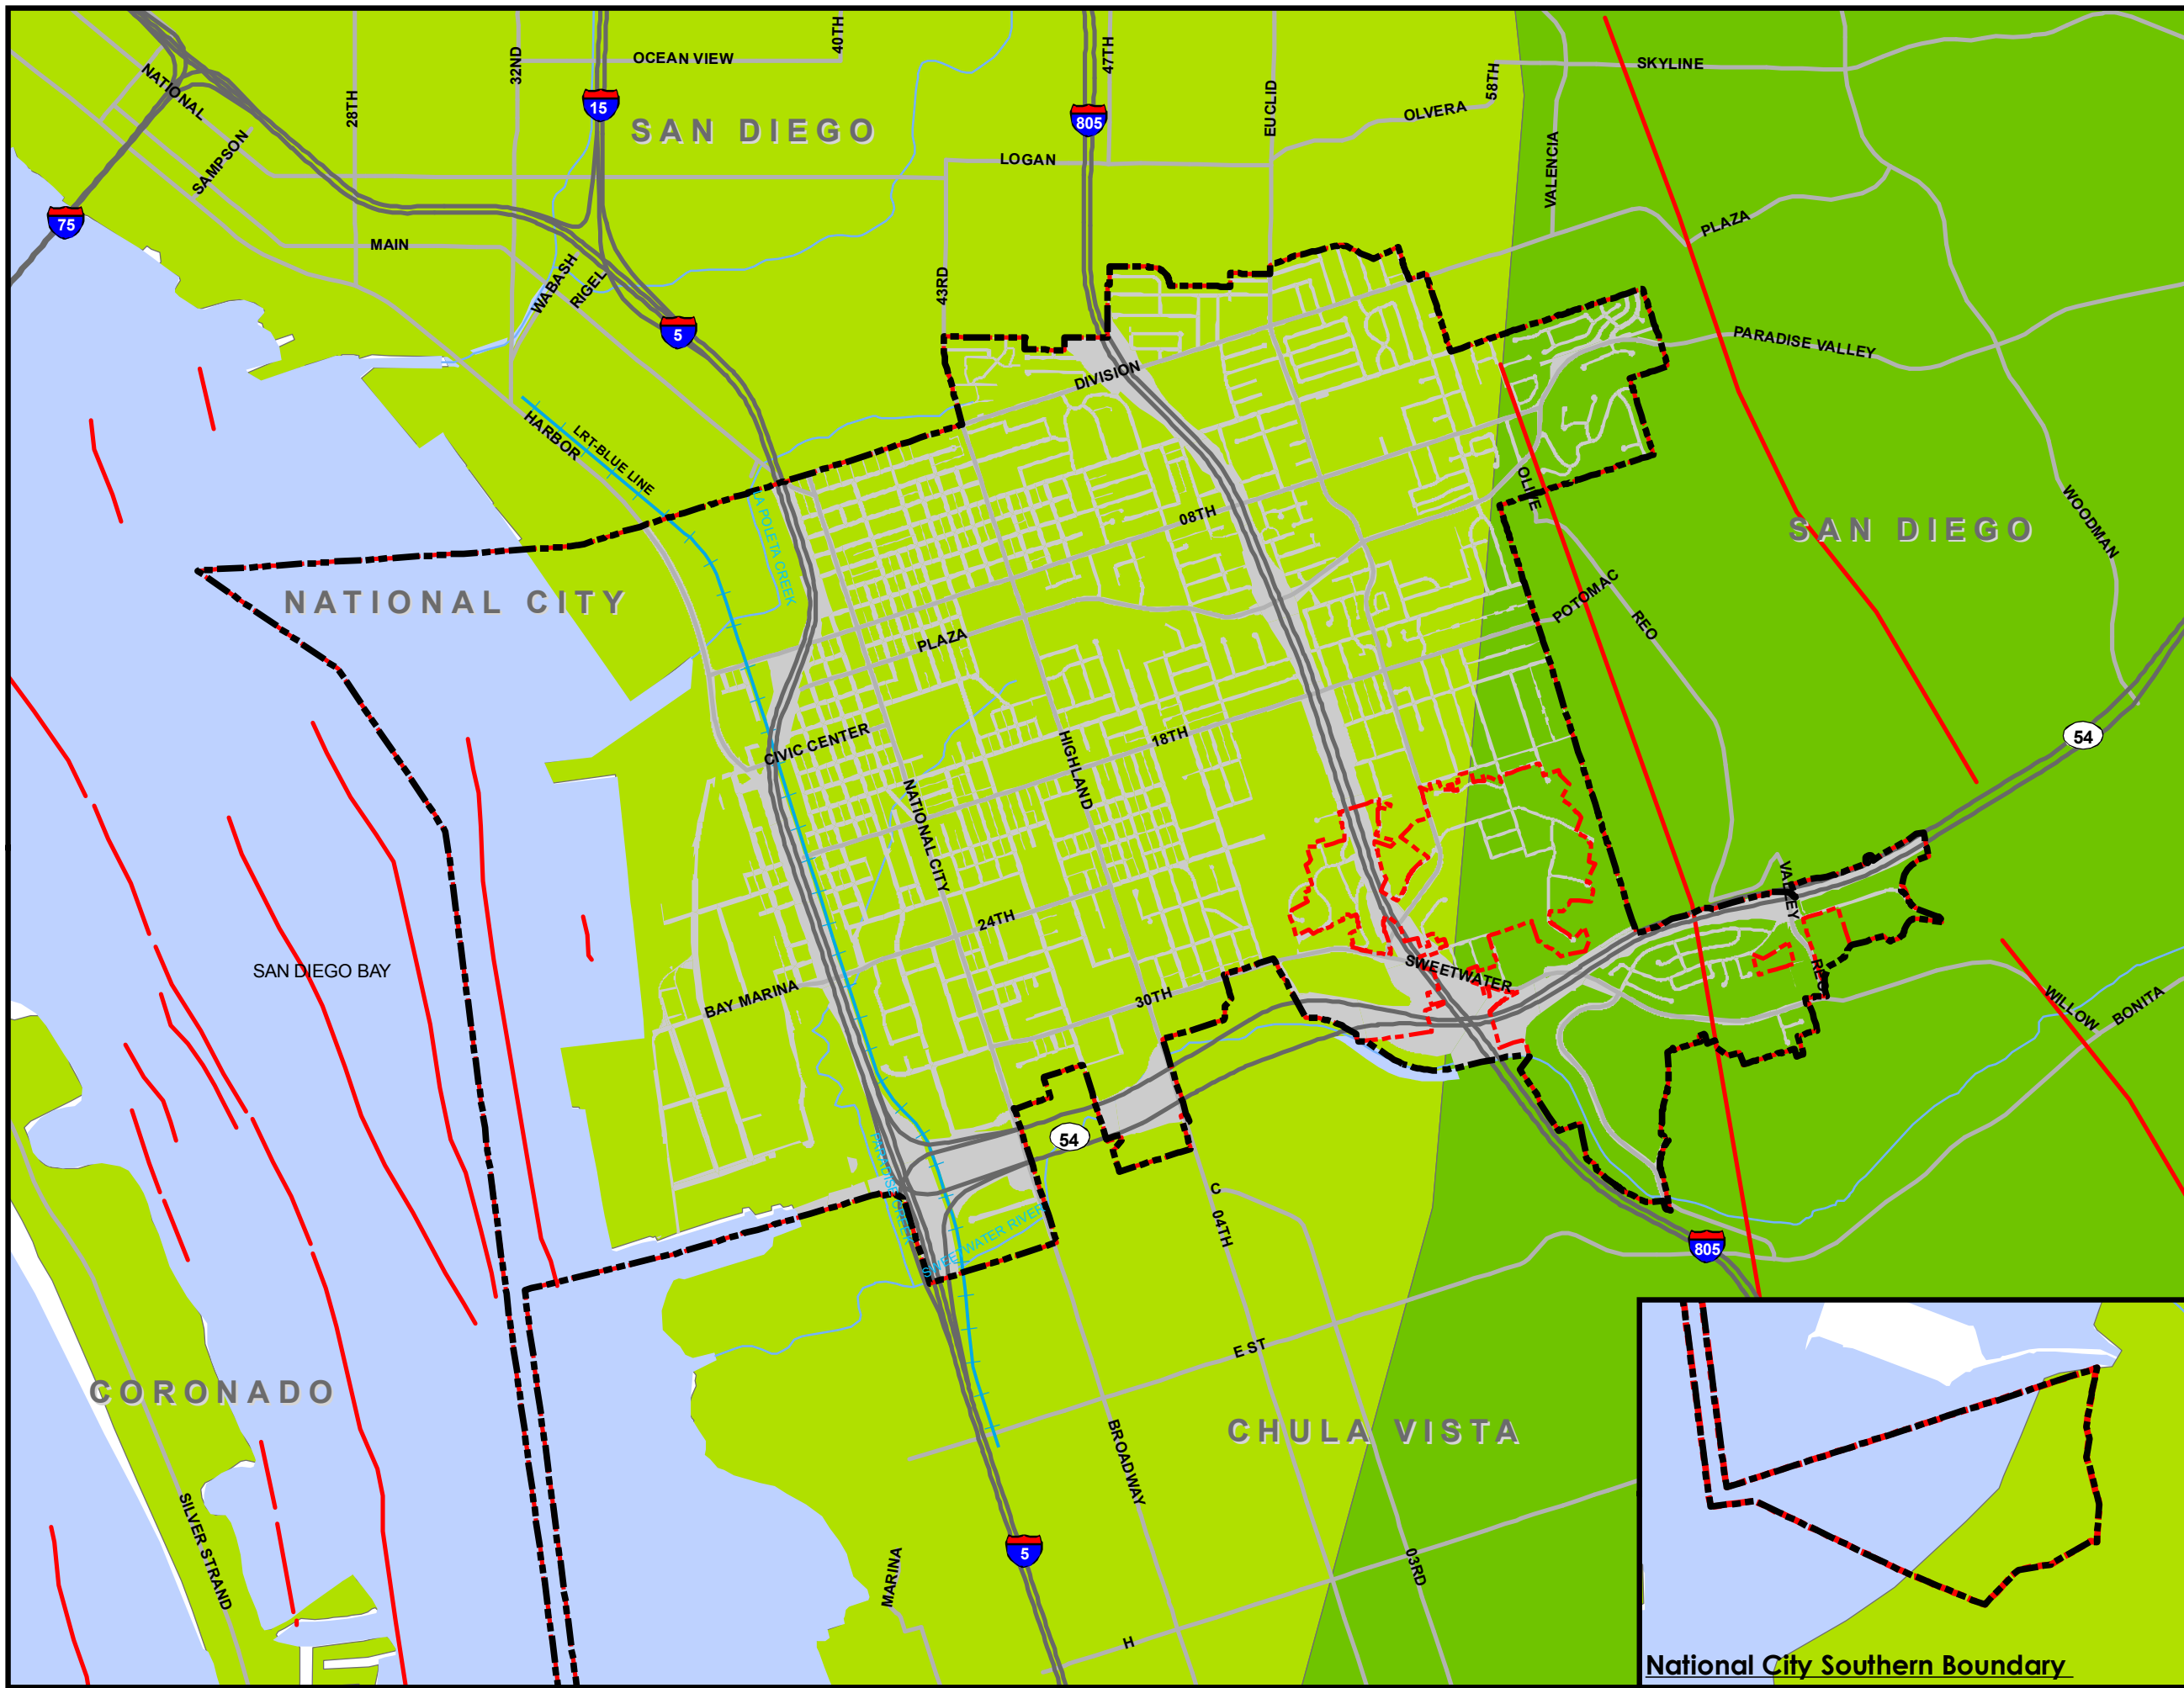 40TH
32ND
47TH
OCEAN VIEW
58TH
SKYLINE
NATIONAL
28TH
15
805
EUCLID
OLVERA
SAN DIEGO
SAMPSON
LOGAN
VALENCIA
75
PLAZA
MAIN
WABASH
RIGEL
43RD
5
PARADISE VALLEY
DIVISION
HARBOR
LRT-BLUE LINE
OLIVE
08TH
WOODMAN
SAN DIEGO
LA POLETA CREEK
NATIONAL CITY
POTOMAC
REO
PLAZA
CIVIC CENTER
18TH
HIGHLAND
54
NATIONAL CITY
VALLEY
24TH
SAN DIEGO BAY
SWEETWATER
REO
BAY MARINA
30TH
WILLOW
BONITA
54
PARADISE CREEK
C
04TH
SWEETWATER RIVER
805
E ST
CORONADO
CHULA VISTA
BROADWAY
SILVER STRAND
5
MARINA
03RD
H
National City Southern Boundary